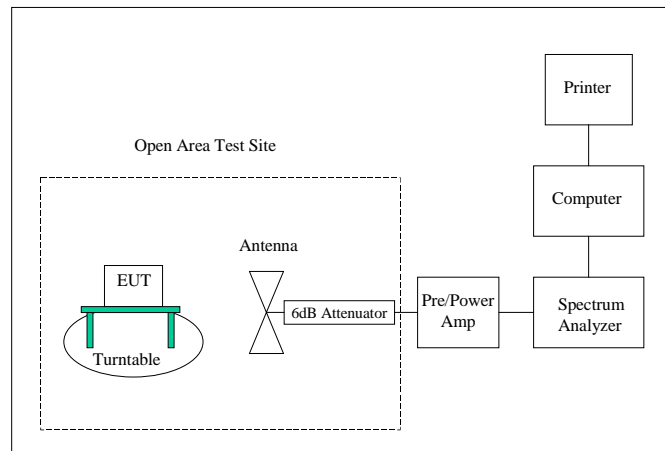 Printer
Open Area Test Site
Computer
Antenna
EUT
6dB Attenuator
Pre/Power
Amp
Spectrum
Analyzer
Turntable